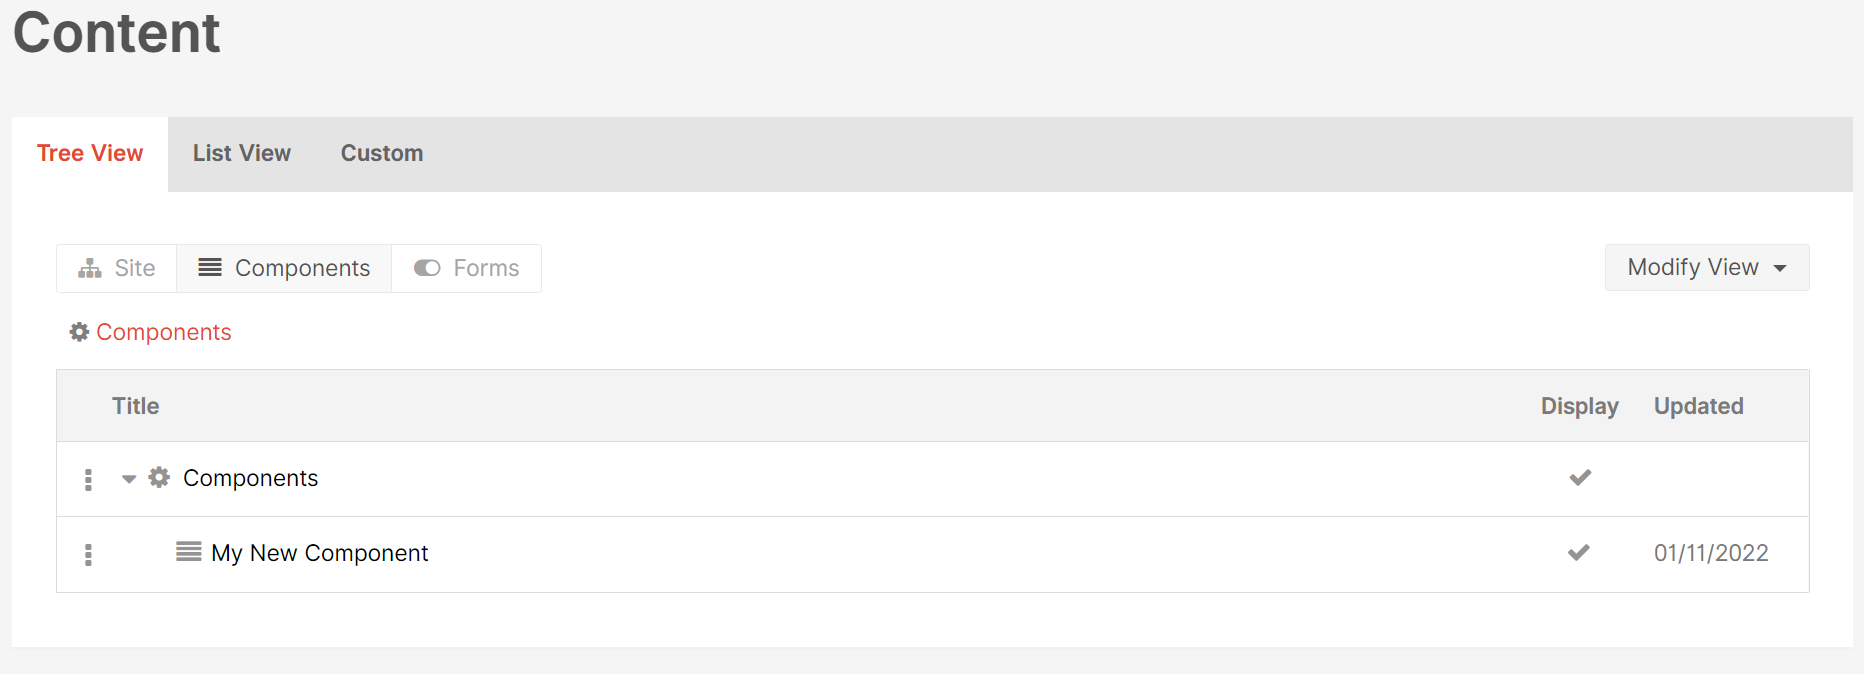 Content
Tree View List View Custom
Site Components Forms Modify View
Components
Title Display Updated
Components
My New Component 01/11/2022